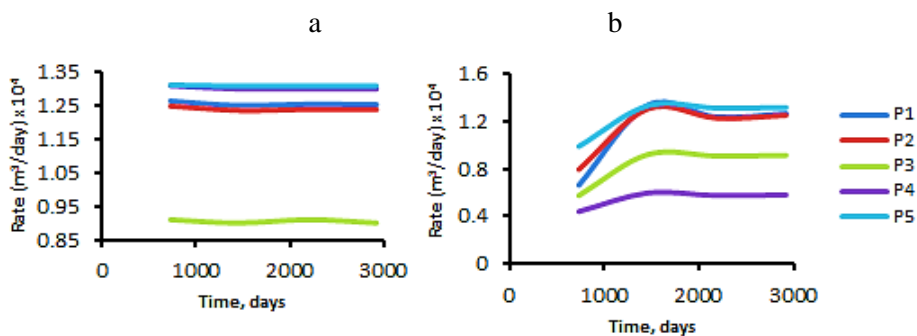 a
Rate (m³/day) x 10⁴
1.35
1.25
1.15
1.05
0.95
0.85
0
1000
2000
3000
Time, days
b
Rate (m³/day) x 10⁴
1.6
1.2
0.8
0.4
0
0
1000
2000
3000
Time, days
P1
P2
P3
P4
P5